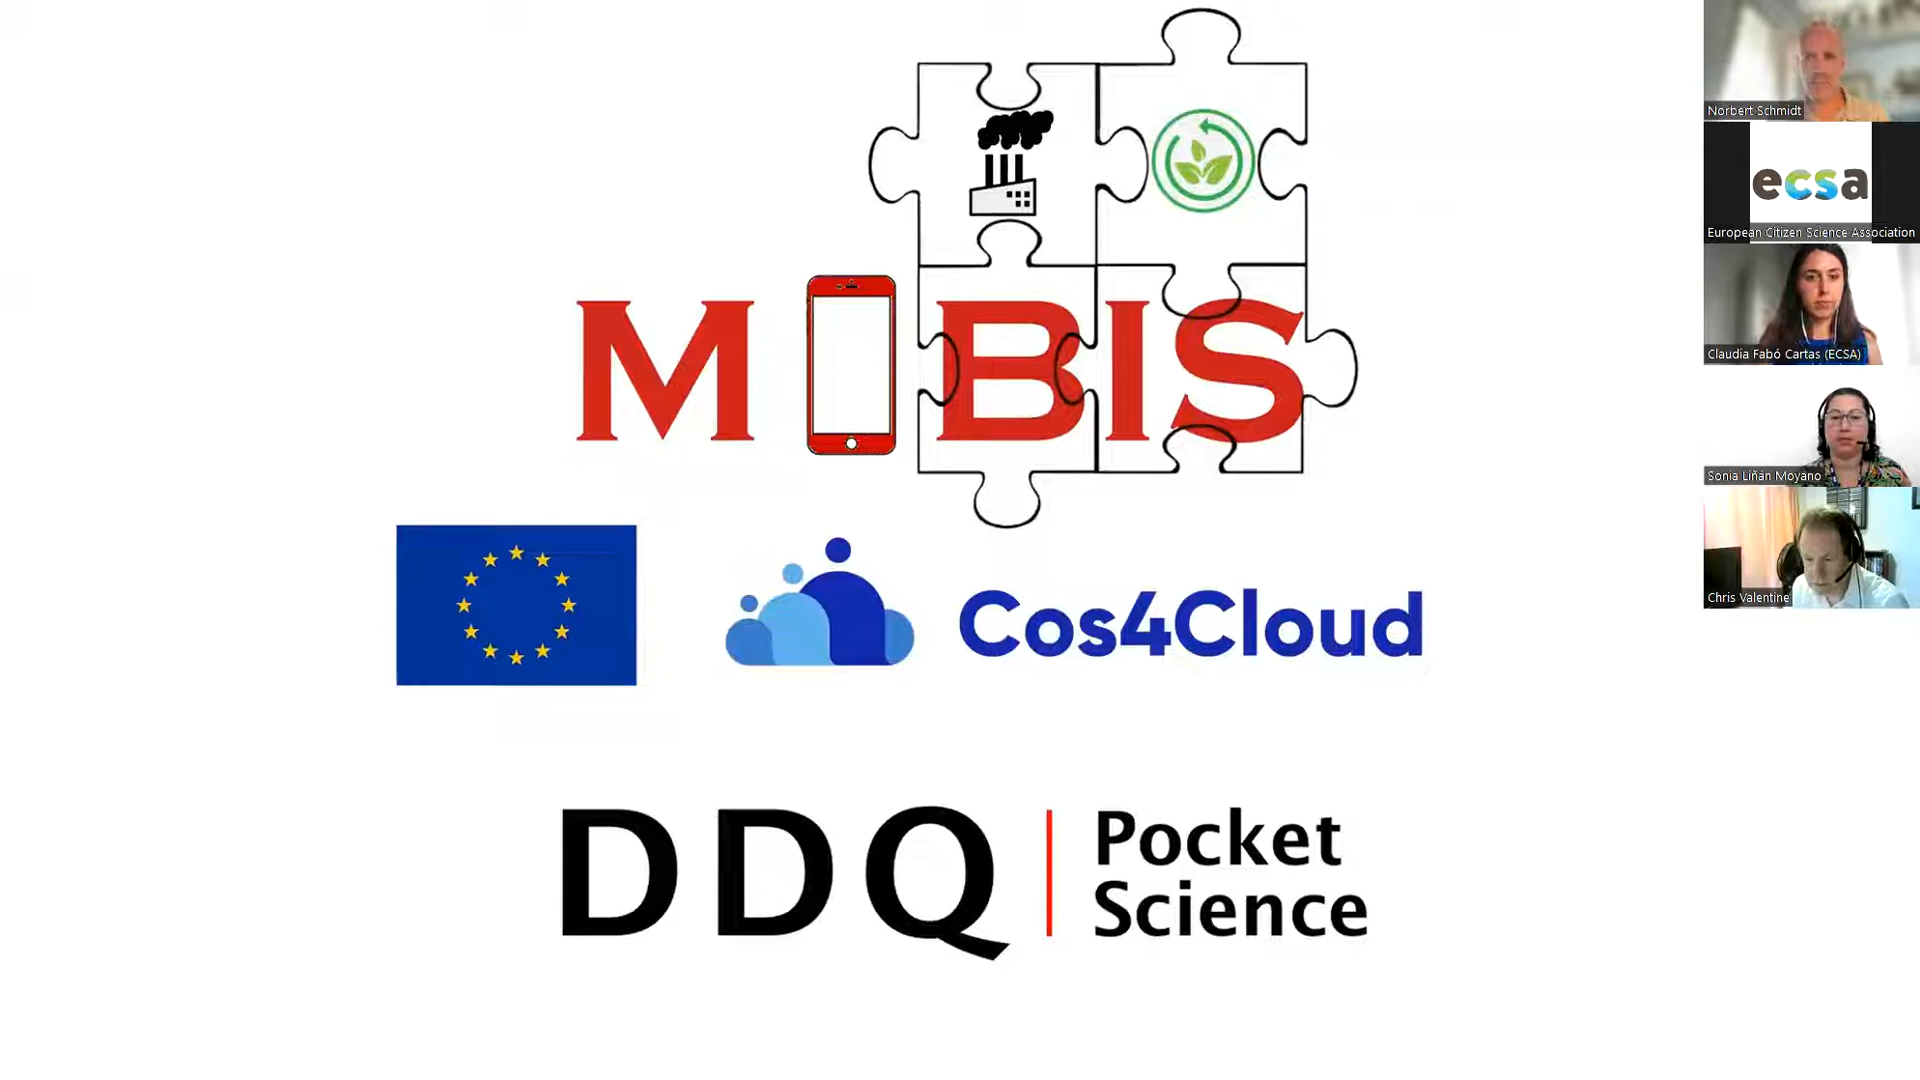 M BIS
Cos4Cloud
DDQ
Pocket
Science
Norbert Schmidt
ecsa
European Citizen Science Association
Claudia Fabó Cartas (ECSA)
Sonia Liñán Moyano
Chris Valentine